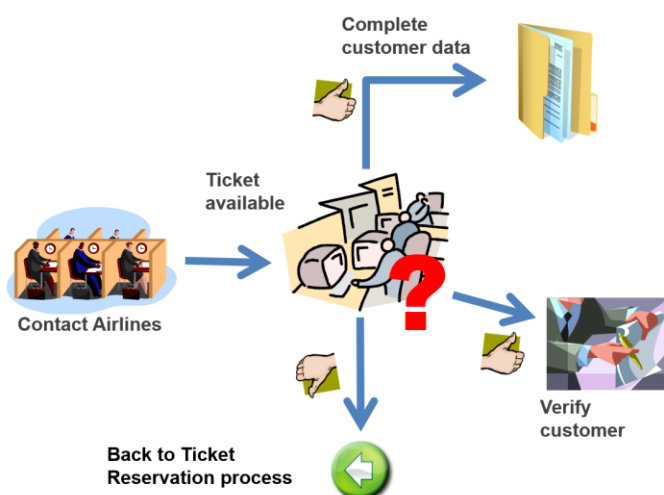 Complete
customer data
Ticket
available
Contact Airlines
?
Verify
customer
Back to Ticket
Reservation process